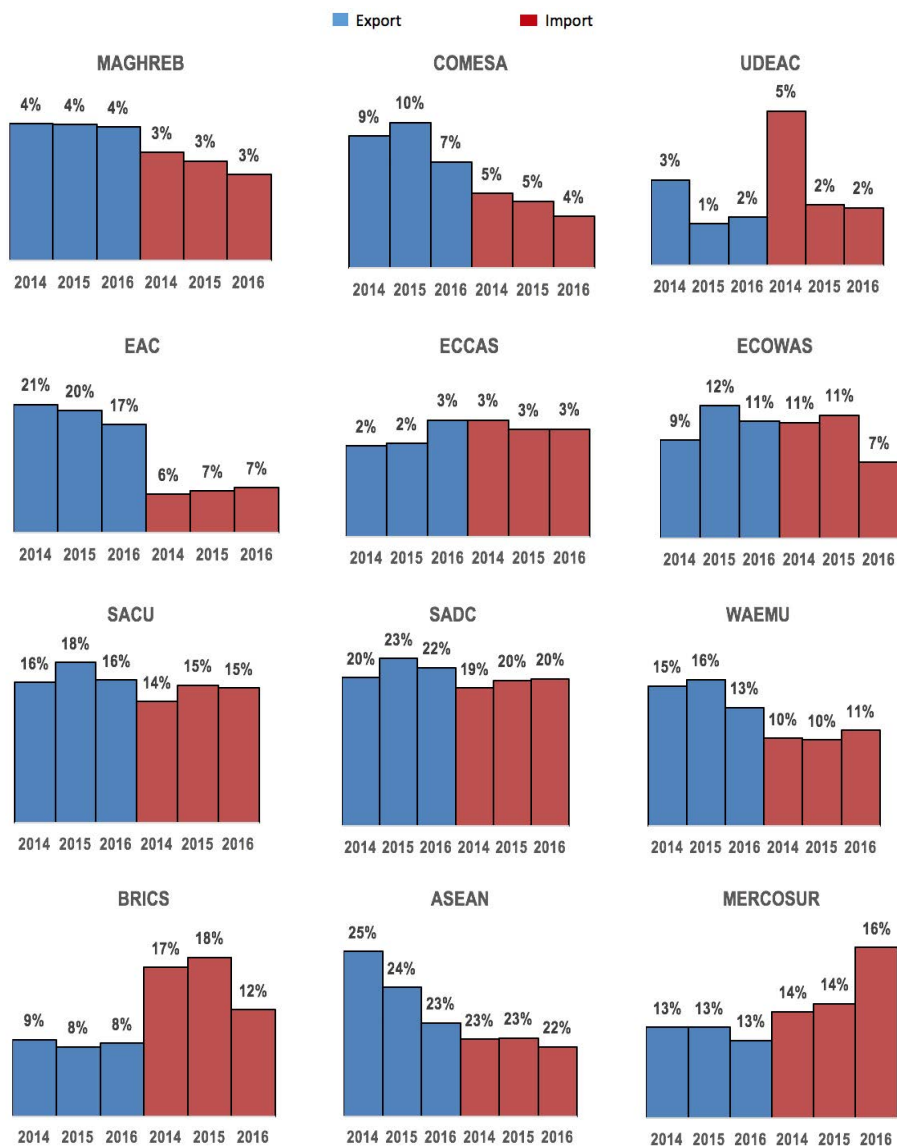 Export Import
MAGHREB
4% 4% 4% 3% 3% 3%
2014 2015 2016 2014 2015 2016
COMESA
9% 10% 7% 5% 5% 4%
2014 2015 2016 2014 2015 2016
UDEAC
3% 1% 2% 5% 2% 2%
2014 2015 2016 2014 2015 2016
EAC
21% 20% 17% 6% 7% 7%
2014 2015 2016 2014 2015 2016
ECCAS
2% 2% 3% 3% 3% 3%
2014 2015 2016 2014 2015 2016
ECOWAS
9% 12% 11% 11% 11% 7%
2014 2015 2016 2014 2015 2016
SACU
16% 18% 16% 14% 15% 15%
2014 2015 2016 2014 2015 2016
SADC
20% 23% 22% 19% 20% 20%
2014 2015 2016 2014 2015 2016
WAEMU
15% 16% 13% 10% 10% 11%
2014 2015 2016 2014 2015 2016
BRICS
9% 8% 8% 17% 18% 12%
2014 2015 2016 2014 2015 2016
ASEAN
25% 24% 23% 23% 23% 22%
2014 2015 2016 2014 2015 2016
MERCOSUR
13% 13% 13% 14% 14% 16%
2014 2015 2016 2014 2015 2016